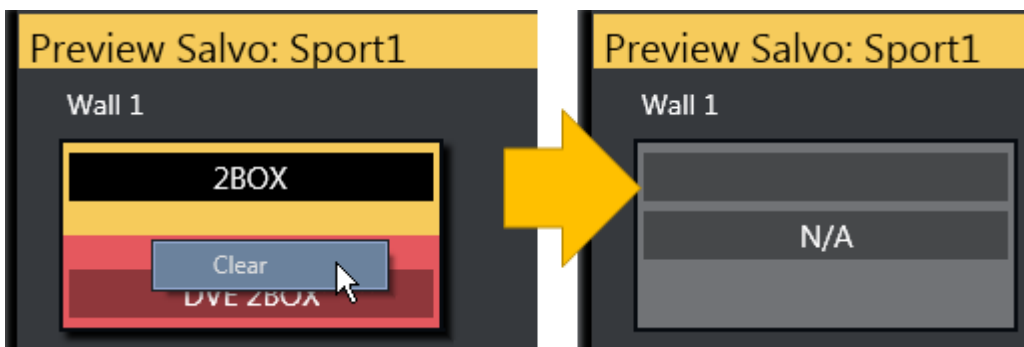 Preview Salvo: Sport1
Wall 1
2BOX
Clear
DVE 2BOX
Preview Salvo: Sport1
Wall 1
N/A